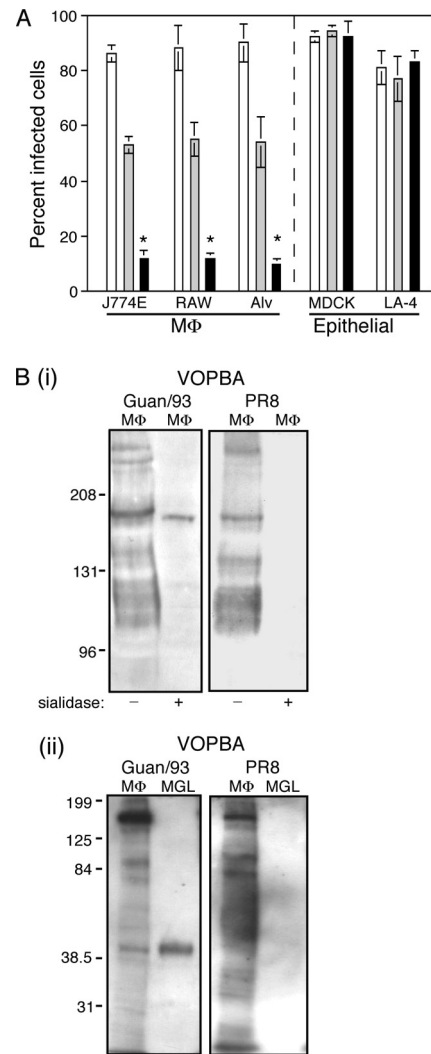 A
Percent infected cells
100
80
60
40
20
0
* * *
J774E RAW Alv MDCK LA-4
MΦ Epithelial
B (i) VOPBA
Guan/93 PR8
MΦ MΦ MΦ MΦ
208
131
96
sialidase: – + – +
(ii) VOPBA
Guan/93 PR8
MΦ MGL MΦ MGL
199
125
84
38.5
31